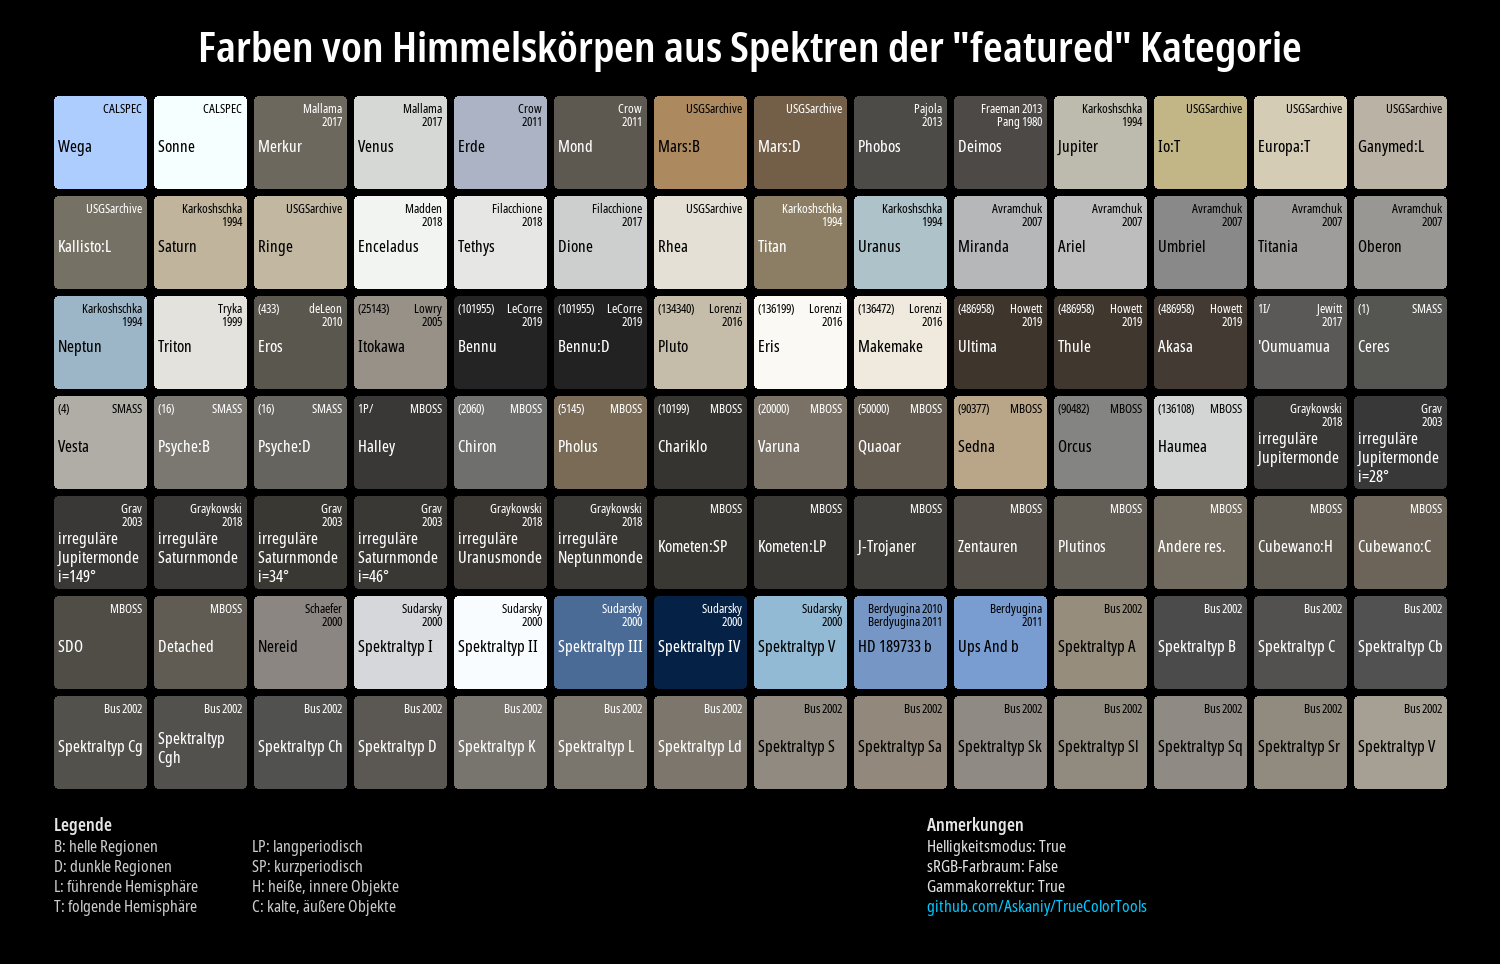 Farben von Himmelskörpen aus Spektren der "featured" Kategorie
CALSPEC
Wega
CALSPEC
Sonne
Mallama
2017
Merkur
Mallama
2017
Venus
Crow
2011
Erde
Crow
2011
Mond
USGSarchive
Mars:B
USGSarchive
Mars:D
Pajola
2013
Phobos
Fraeman 2013
Pang 1980
Deimos
Karkoshschka
1994
Jupiter
USGSarchive
Io:T
USGSarchive
Europa:T
USGSarchive
Ganymed:L
USGSarchive
Kallisto:L
Karkoshschka
1994
Saturn
USGSarchive
Ringe
Madden
2018
Enceladus
Filacchione
2018
Tethys
Filacchione
2017
Dione
USGSarchive
Rhea
Karkoshschka
1994
Titan
Karkoshschka
1994
Uranus
Avramchuk
2007
Miranda
Avramchuk
2007
Ariel
Avramchuk
2007
Umbriel
Avramchuk
2007
Titania
Avramchuk
2007
Oberon
Karkoshschka
1994
Neptun
Tryka
1999
Triton
(433) deLeon
2010
Eros
(25143) Lowry
2005
Itokawa
(101955) LeCorre
2019
Bennu
(101955) LeCorre
2019
Bennu:D
(134340) Lorenzi
2016
Pluto
(136199) Lorenzi
2016
Eris
(136472) Lorenzi
2016
Makemake
(486958) Howett
2019
Ultima
(486958) Howett
2019
Thule
(486958) Howett
2019
Akasa
1I/ Jewitt
2017
'Oumuamua
(1) SMASS
Ceres
(4) SMASS
Vesta
(16) SMASS
Psyche:B
(16) SMASS
Psyche:D
1P/ MBOSS
Halley
(2060) MBOSS
Chiron
(5145) MBOSS
Pholus
(10199) MBOSS
Chariklo
(20000) MBOSS
Varuna
(50000) MBOSS
Quaoar
(90377) MBOSS
Sedna
(90482) MBOSS
Orcus
(136108) MBOSS
Haumea
Graykowski
2018
irreguläre
Jupitermonde
Grav
2003
irreguläre
Jupitermonde
i=28°
Grav
2003
irreguläre
Jupitermonde
i=149°
Graykowski
2018
irreguläre
Saturnmonde
Grav
2003
irreguläre
Saturnmonde
i=34°
Grav
2003
irreguläre
Saturnmonde
i=46°
Graykowski
2018
irreguläre
Uranusmonde
Graykowski
2018
irreguläre
Neptunmonde
MBOSS
Kometen:SP
MBOSS
Kometen:LP
MBOSS
J-Trojaner
MBOSS
Zentauren
MBOSS
Plutinos
MBOSS
Andere res.
MBOSS
Cubewano:H
MBOSS
Cubewano:C
MBOSS
SDO
MBOSS
Detached
Schaefer
2000
Nereid
Sudarsky
2000
Spektraltyp I
Sudarsky
2000
Spektraltyp II
Sudarsky
2000
Spektraltyp III
Sudarsky
2000
Spektraltyp IV
Sudarsky
2000
Spektraltyp V
Berdyugina 2010
Berdyugina 2011
HD 189733 b
Berdyugina
2011
Ups And b
Bus 2002
Spektraltyp A
Bus 2002
Spektraltyp B
Bus 2002
Spektraltyp C
Bus 2002
Spektraltyp Cb
Bus 2002
Spektraltyp Cg
Bus 2002
Spektraltyp
Cgh
Bus 2002
Spektraltyp Ch
Bus 2002
Spektraltyp D
Bus 2002
Spektraltyp K
Bus 2002
Spektraltyp L
Bus 2002
Spektraltyp Ld
Bus 2002
Spektraltyp S
Bus 2002
Spektraltyp Sa
Bus 2002
Spektraltyp Sk
Bus 2002
Spektraltyp Sl
Bus 2002
Spektraltyp Sq
Bus 2002
Spektraltyp Sr
Bus 2002
Spektraltyp V
Legende
B: helle Regionen
D: dunkle Regionen
L: führende Hemisphäre
T: folgende Hemisphäre
LP: langperiodisch
SP: kurzperiodisch
H: heiße, innere Objekte
C: kalte, äußere Objekte
Anmerkungen
Helligkeitsmodus: True
sRGB-Farbraum: False
Gammakorrektur: True
github.com/Askaniy/TrueColorTools